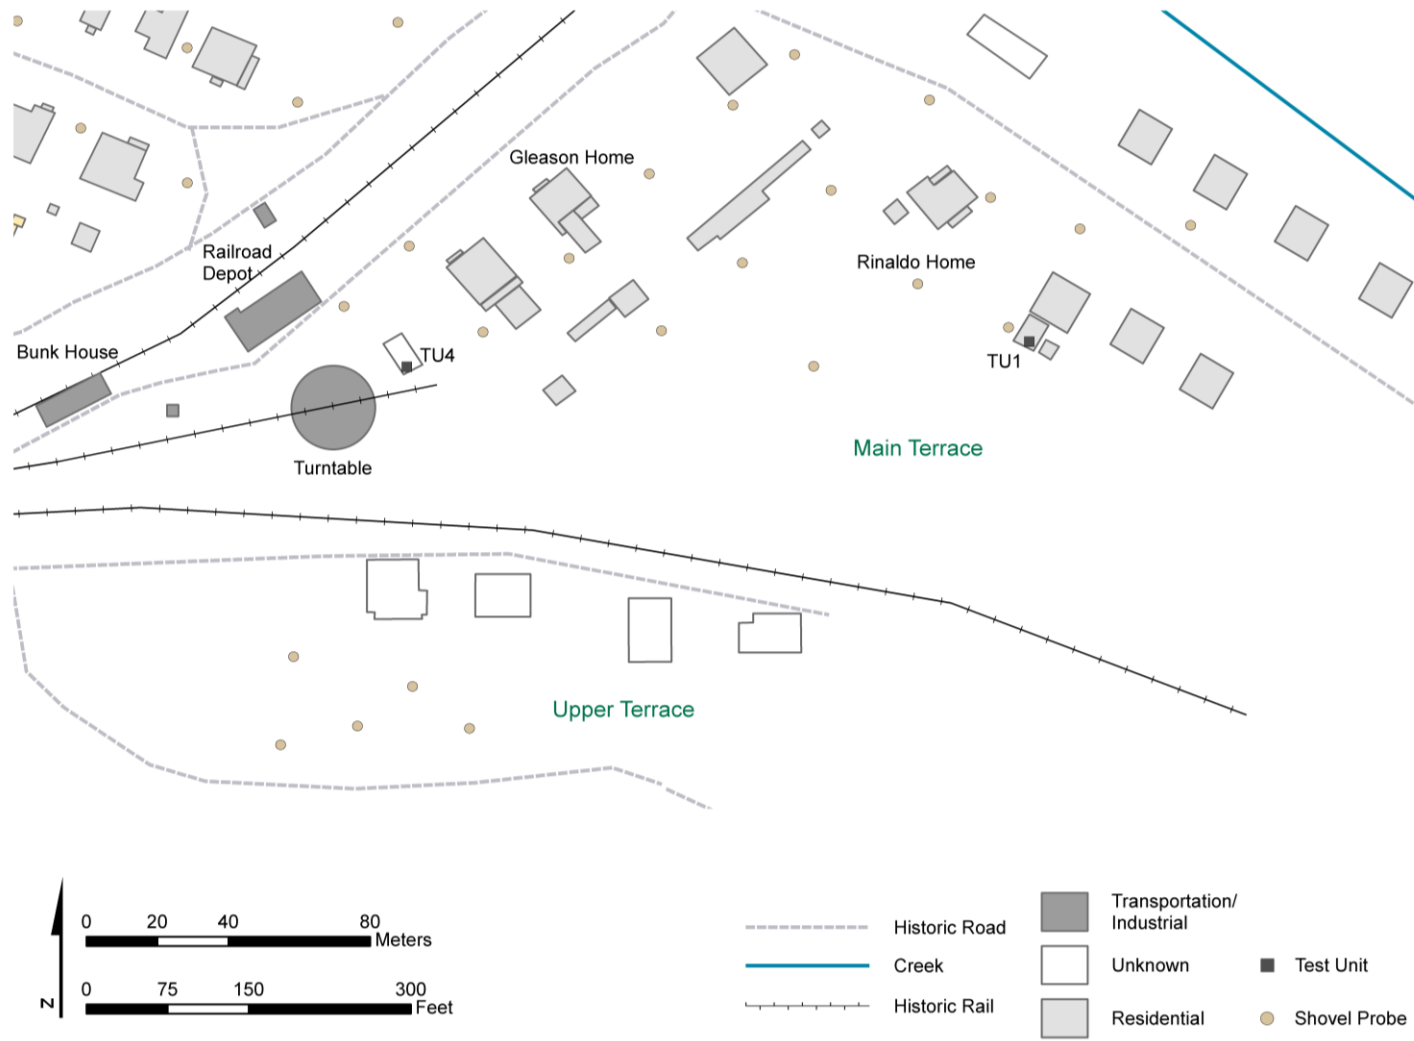 Gleason Home
Railroad
Depot
Rinaldo Home
Bunk House
TU4
TU1
Main Terrace
Turntable
Upper Terrace
N
0 20 40 80
Meters
0 75 150 300
Feet
Historic Road
Creek
Historic Rail
Transportation/
Industrial
Unknown
Residential
Test Unit
Shovel Probe